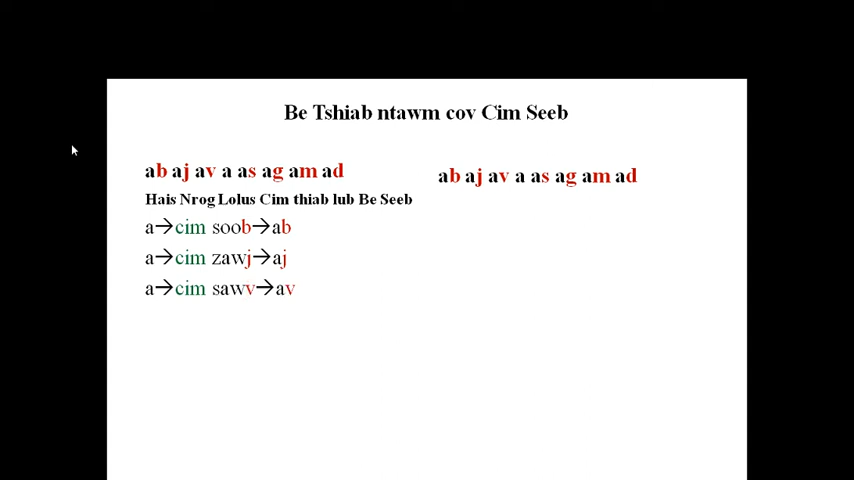 Be Tshiab ntawm cov Cim Seeb
ab aj av a as ag am ad
ab aj av a as ag am ad
Hais Nrog Lolus Cim thiab lub Be Seeb
a→cim soob→ab
a→cim zawj→aj
a→cim sawv→av